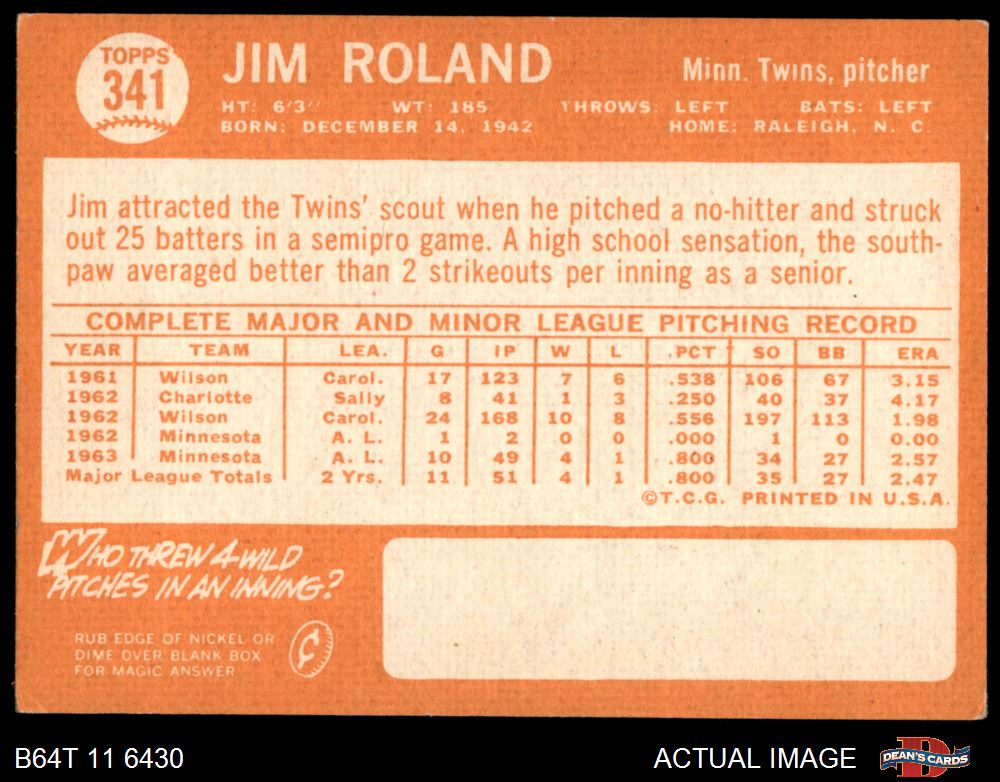 TOPPS
341
JIM ROLAND
Minn. Twins, pitcher
HT: 6'3" WT: 185 THROWS: LEFT BATS: LEFT
BORN: DECEMBER 14, 1942 HOME: RALEIGH, N. C.
Jim attracted the Twins' scout when he pitched a no-hitter and struck
out 25 batters in a semipro game. A high school sensation, the south-
paw averaged better than 2 strikeouts per inning as a senior.
COMPLETE MAJOR AND MINOR LEAGUE PITCHING RECORD
YEAR TEAM LEA. G IP W L PCT SO BB ERA
1961 Wilson Carol. 17 123 7 6 .538 106 67 3.15
1962 Charlotte Sally 8 41 1 3 .250 40 37 4.17
1962 Wilson Carol. 24 168 10 8 .556 197 113 1.98
1962 Minnesota A. L. 1 2 0 0 .000 1 0 0.00
1963 Minnesota A. L. 10 49 4 1 .800 34 27 2.57
Major League Totals 2 Yrs. 11 51 4 1 .800 35 27 2.47
©T.C.G. PRINTED IN U.S.A.
WHO THREW 4 WILD
PITCHES IN AN INNING?
RUB EDGE OF NICKEL OR
DIME OVER BLANK BOX
FOR MAGIC ANSWER
¢
B64T 11 6430
ACTUAL IMAGE
D
DEAN'S CARDS